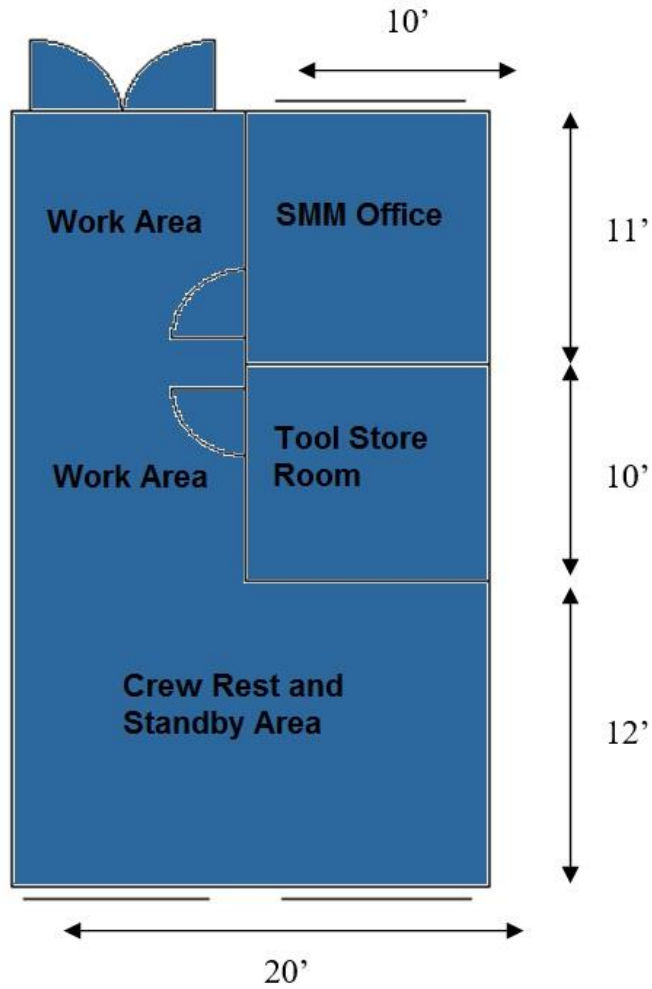 10’
Work Area
SMM Office
11’
Tool Store
Room
Work Area
10’
Crew Rest and
Standby Area
12’
20’